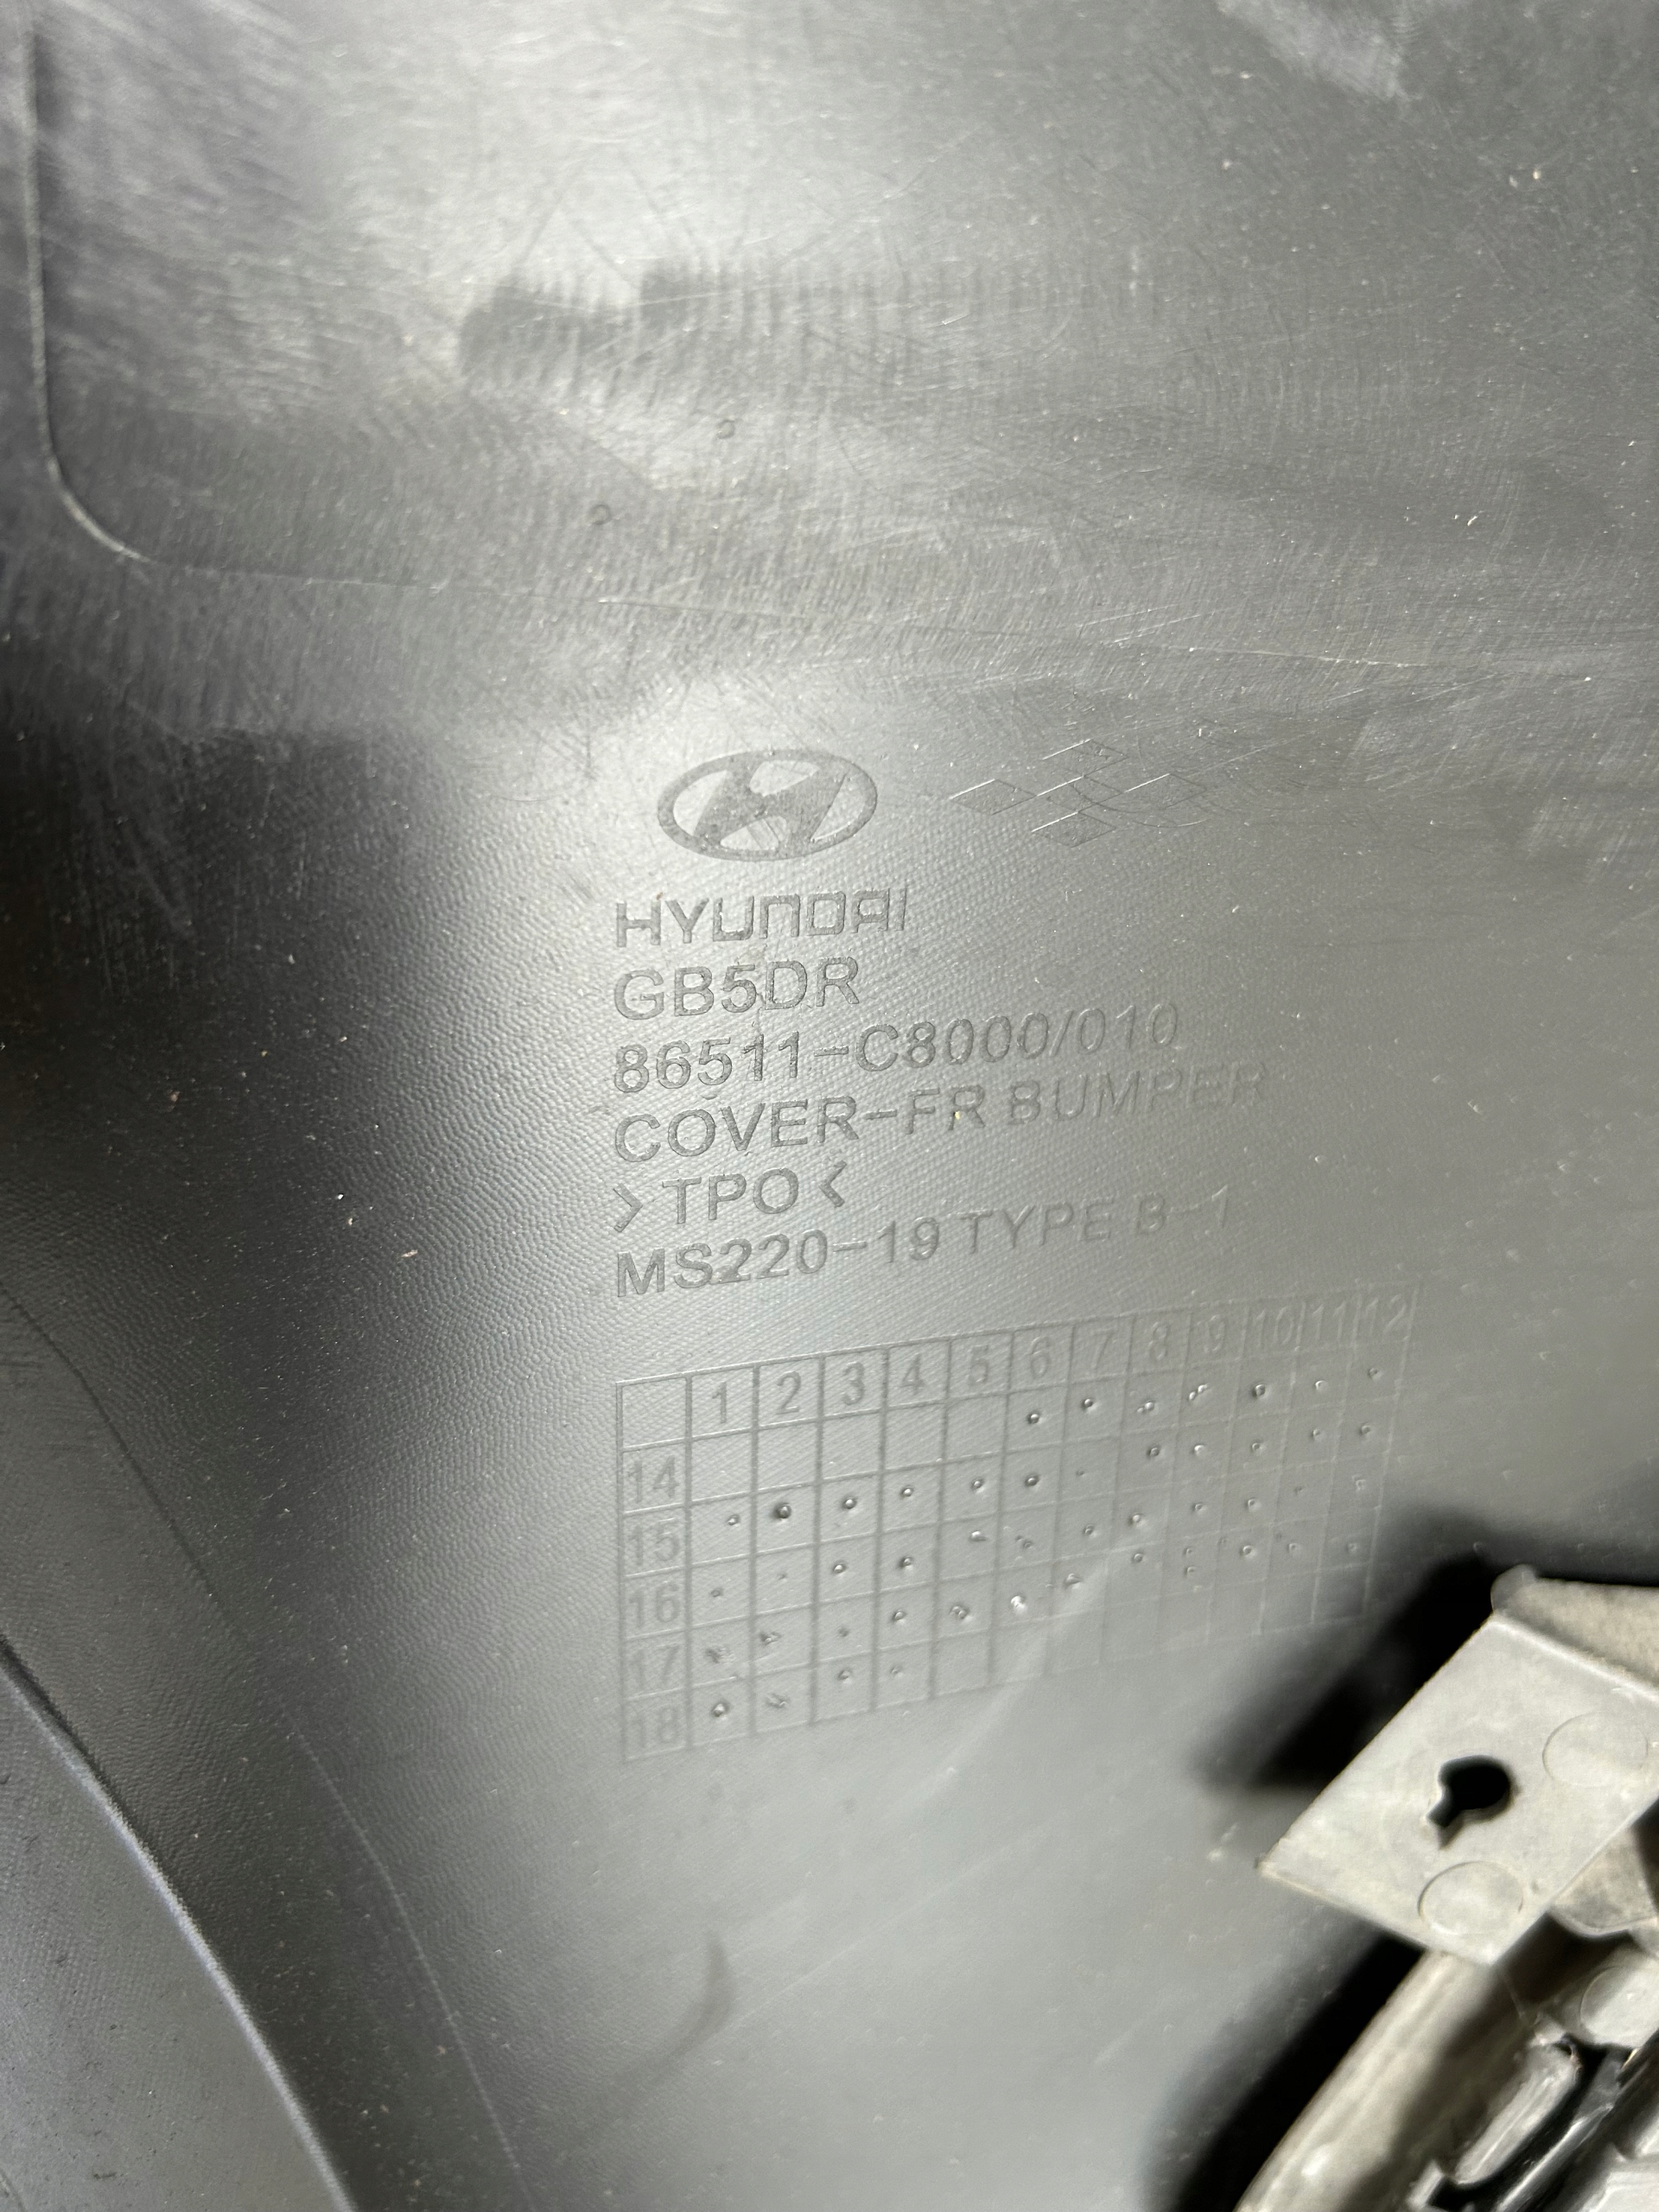 HYUNDAI
GB5DR
86511-C8000/010
COVER-FR BUMPER
>TPO<
MS220-19 TYPE B-1
1 2 3 4 5 6 7 8 9 10 11 12
14
15
16
17
18